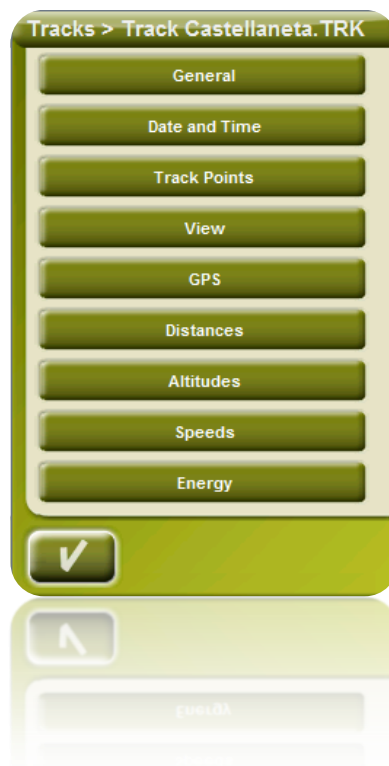 Tracks > Track Castellaneta.TRK
General
Date and Time
Track Points
View
GPS
Distances
Altitudes
Speeds
Energy